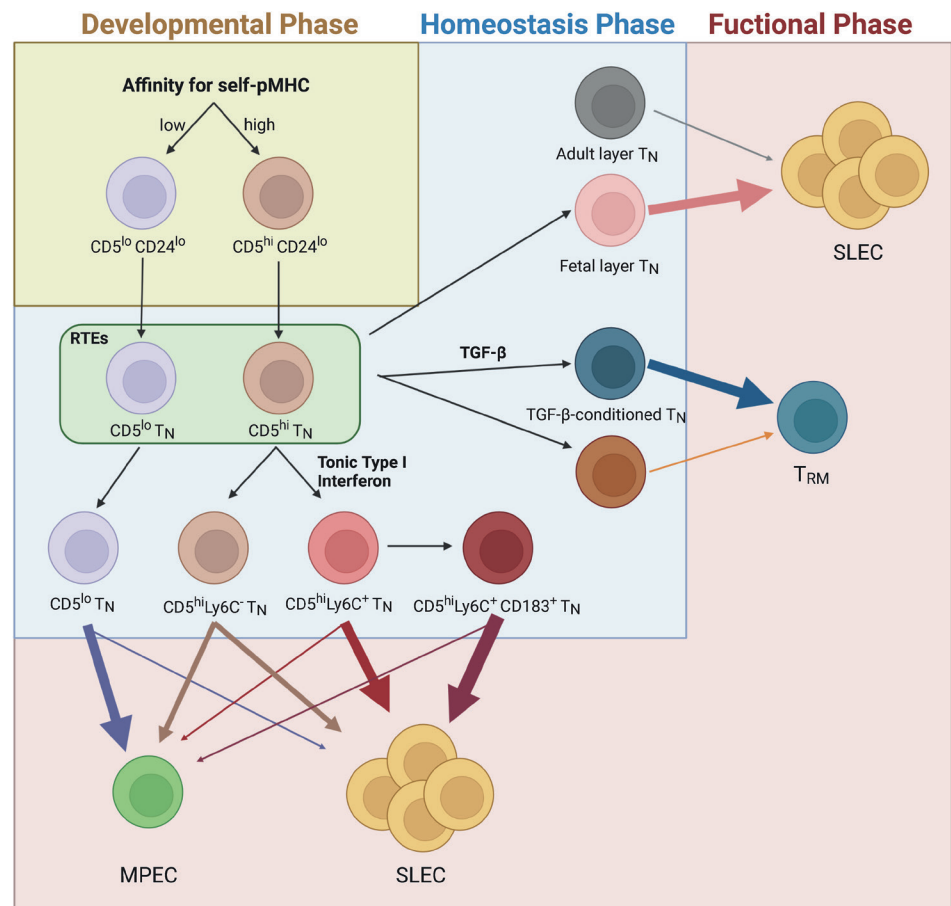 Developmental Phase
Homeostasis Phase
Fuctional Phase
Affinity for self-pMHC
low
high
CD5lo CD24lo
CD5hi CD24lo
Adult layer TN
Fetal layer TN
SLEC
RTEs
CD5lo TN
CD5hi TN
TGF-β
TGF-β-conditioned TN
TRM
Tonic Type I
Interferon
CD5lo TN
CD5hiLy6C- TN
CD5hiLy6C+ TN
CD5hiLy6C+ CD183+ TN
MPEC
SLEC